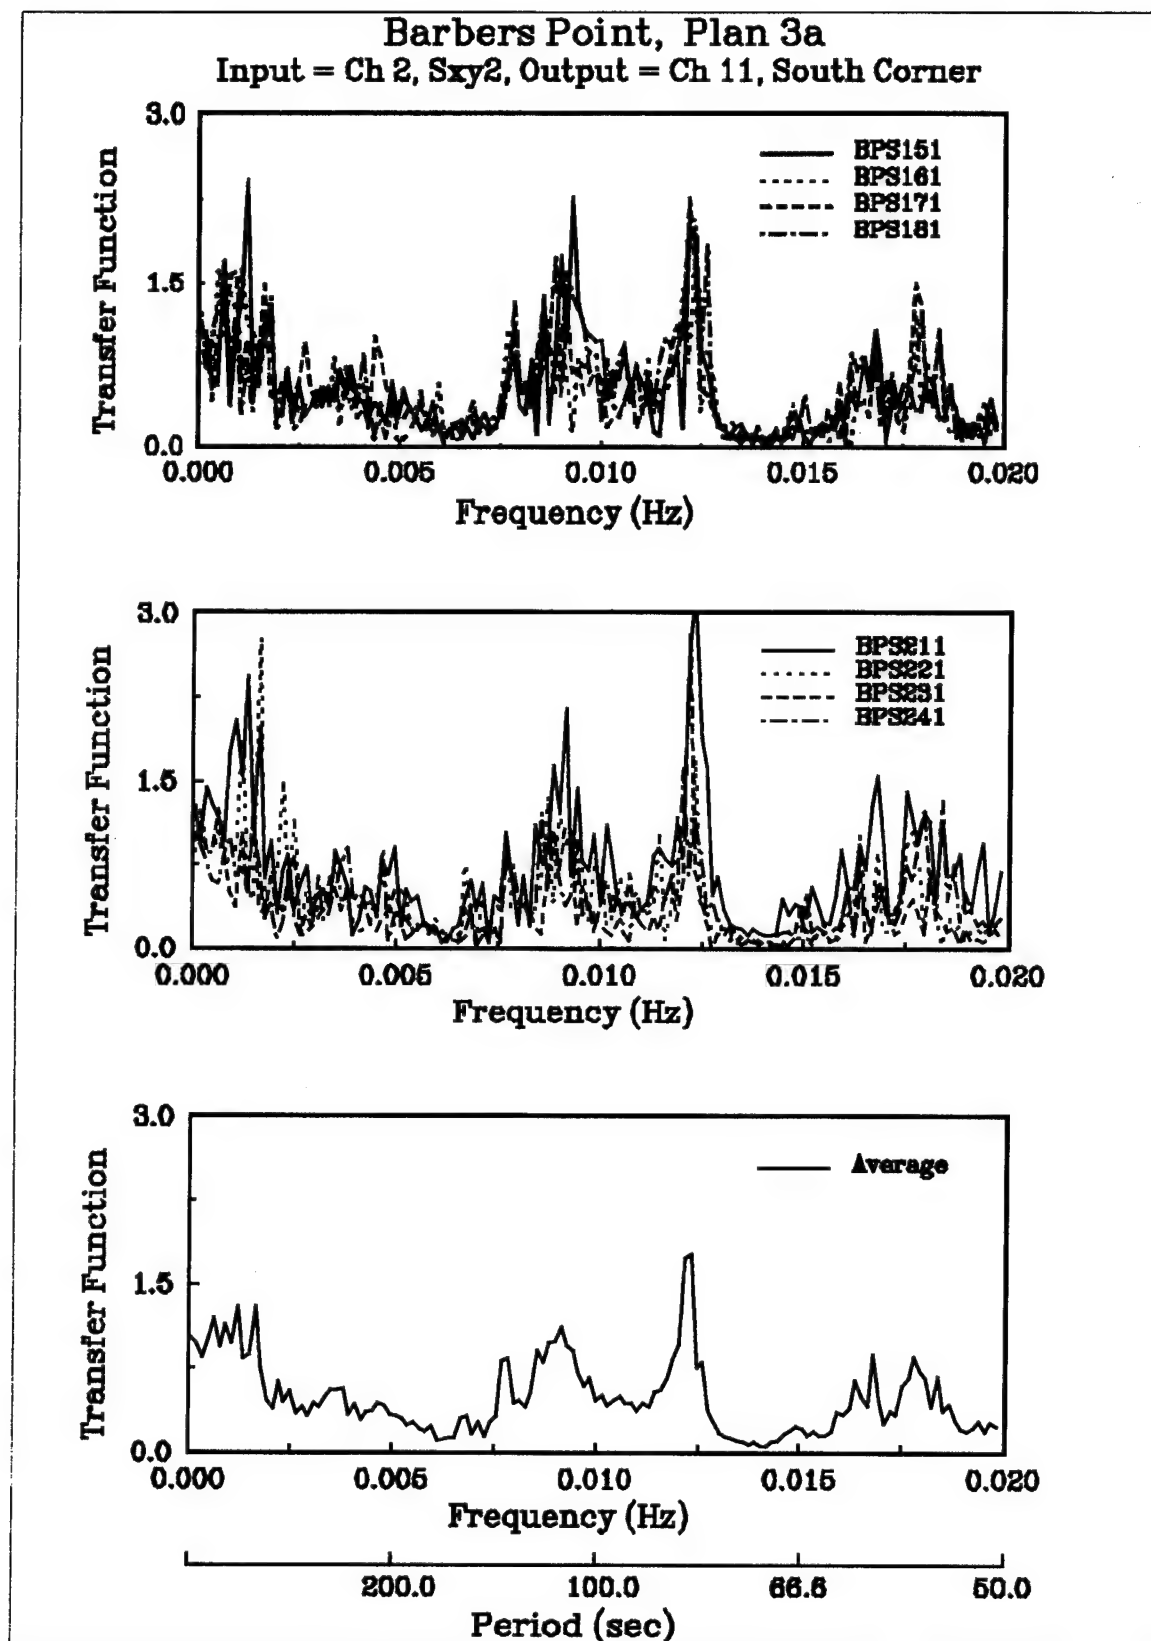 Barbers Point, Plan 3a
Input = Ch 2, Sxy2, Output = Ch 11, South Corner
3.0
1.5
0.0
Transfer Function
BPS151
BPS161
BPS171
BPS181
0.000 0.005 0.010 0.015 0.020
Frequency (Hz)
3.0
1.5
0.0
Transfer Function
BPS211
BPS221
BPS231
BPS241
0.000 0.005 0.010 0.015 0.020
Frequency (Hz)
3.0
1.5
0.0
Transfer Function
Average
0.000 0.005 0.010 0.015 0.020
Frequency (Hz)
200.0 100.0 66.6 50.0
Period (sec)